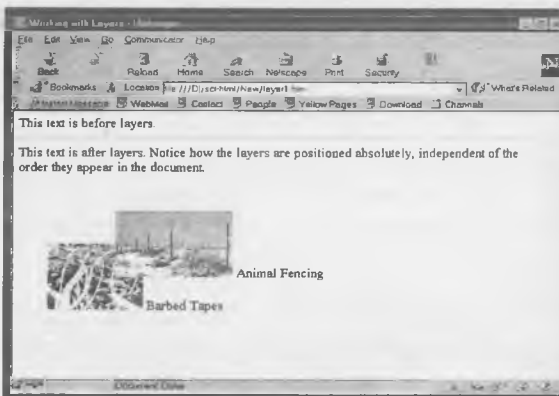 Working with Layers
File Edit View Go Communicator Help
Back Reload Home Search Netscape Print Security
Bookmarks Location
WebMail Contact People Yellow Pages Download Channels
What's Related
This text is before layers.
This text is after layers. Notice how the layers are positioned absolutely, independent of the
order they appear in the document.
Animal Fencing
Barbed Tapes
Document Done